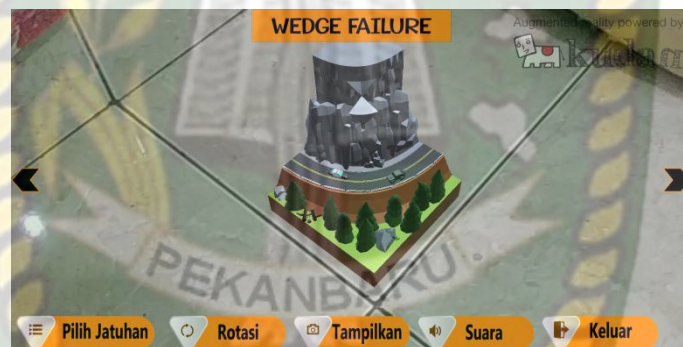 WEDGE FAILURE
Augmented reality powered by
kudan
PEKANBARU
Pilih Jatuhan
Rotasi
Tampilkan
Suara
Keluar